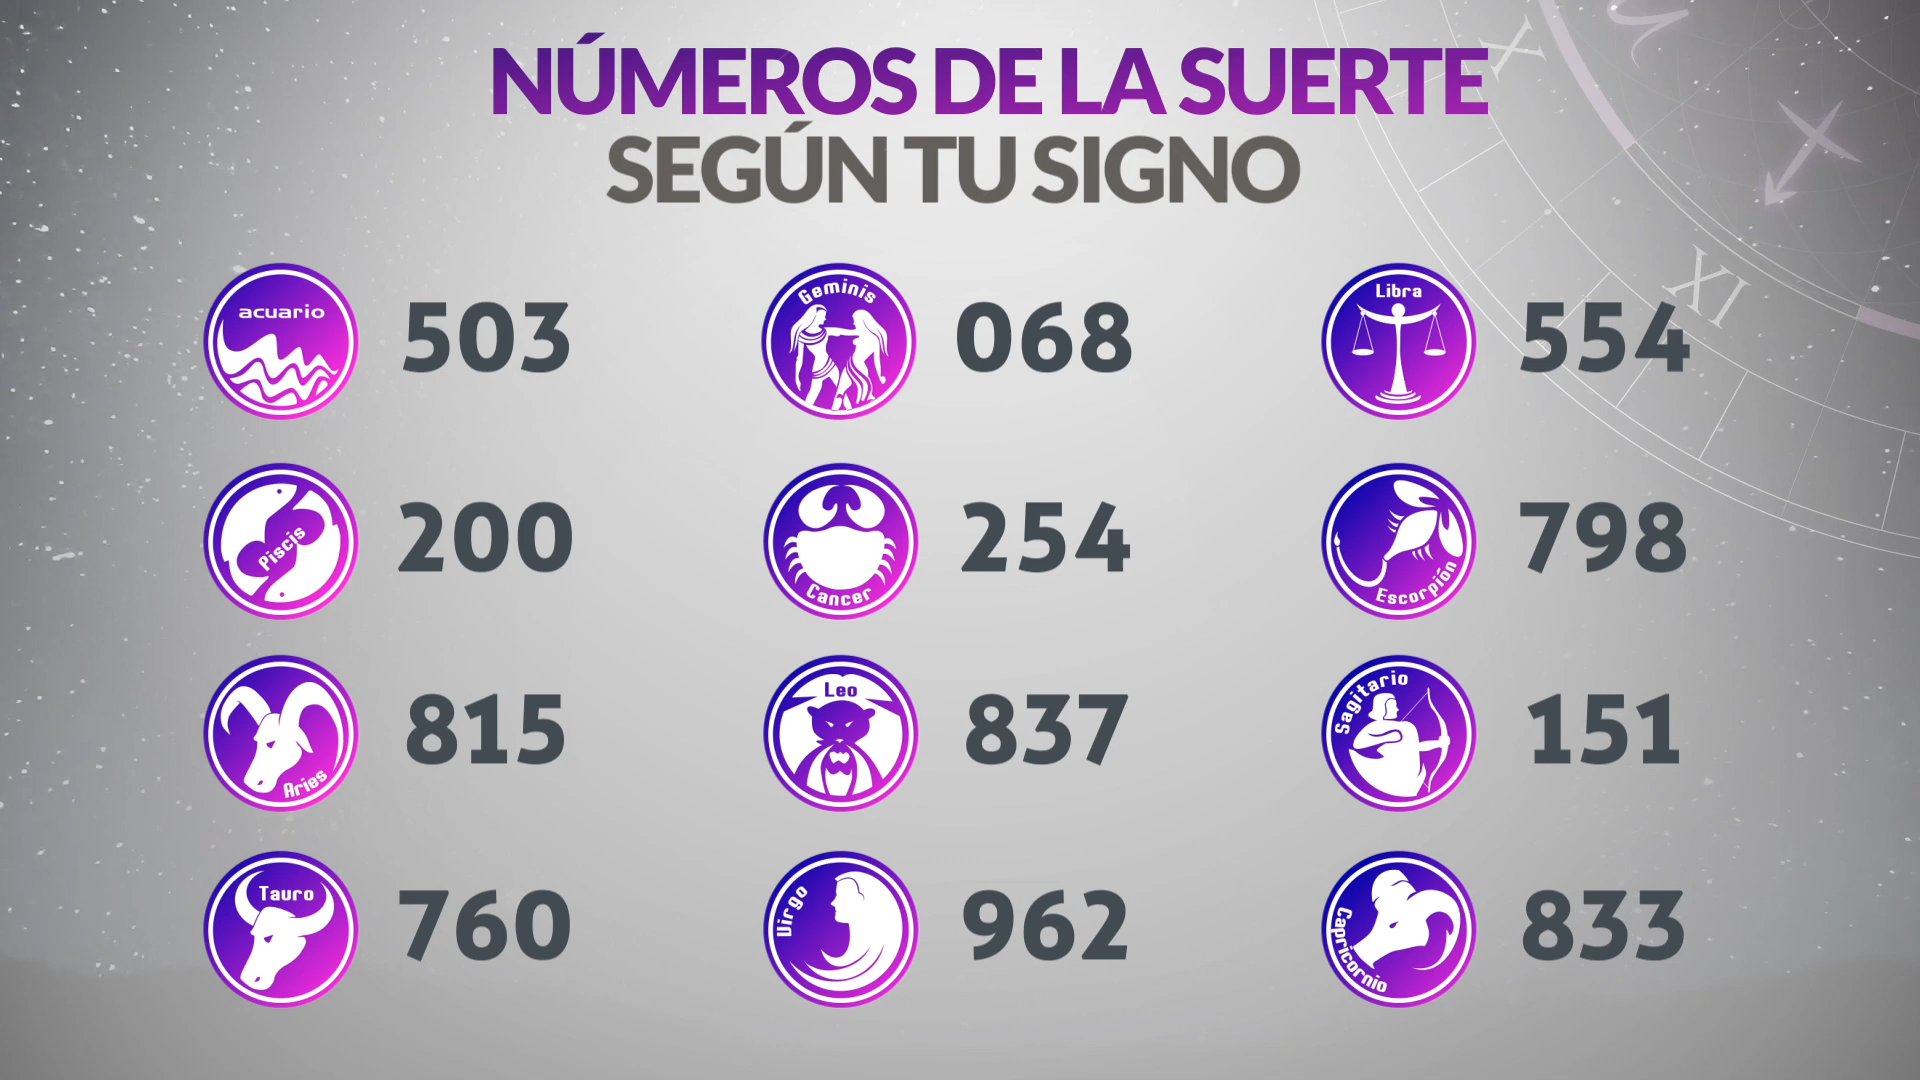 NÚMEROS DE LA SUERTE
SEGÚN TU SIGNO
acuario 503
Geminis 068
Libra 554
Piscis 200
Cancer 254
Escorpión 798
Aries 815
Leo 837
Sagitario 151
Tauro 760
Virgo 962
Capricornio 833
X
XI